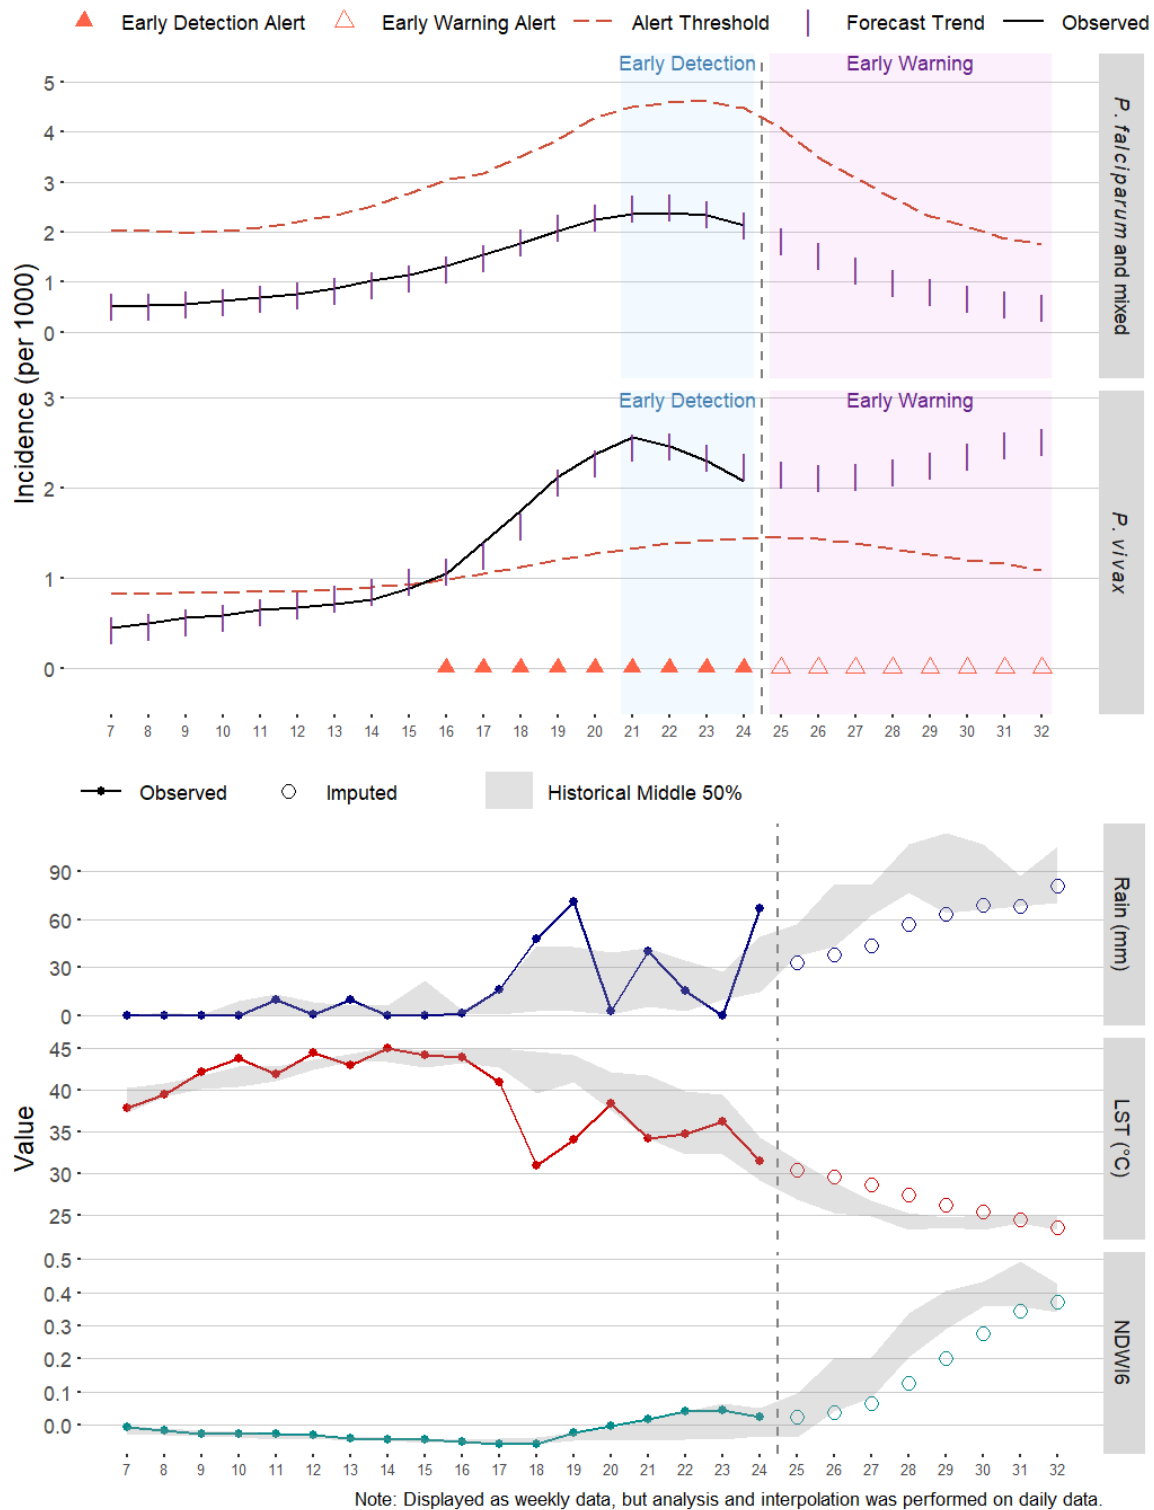 Early Detection Alert Early Warning Alert Alert Threshold Forecast Trend Observed
Early Detection Early Warning
5
4
3
2
1
0
P. falciparum and mixed
Early Detection Early Warning
3
2
1
0
P. vivax
Incidence (per 1000)
7 8 9 10 11 12 13 14 15 16 17 18 19 20 21 22 23 24 25 26 27 28 29 30 31 32
Observed Imputed Historical Middle 50%
90
60
30
0
Rain (mm)
45
40
35
30
25
LST (°C)
Value
0.5
0.4
0.3
0.2
0.1
0.0
NDWI6
7 8 9 10 11 12 13 14 15 16 17 18 19 20 21 22 23 24 25 26 27 28 29 30 31 32
Note: Displayed as weekly data, but analysis and interpolation was performed on daily data.